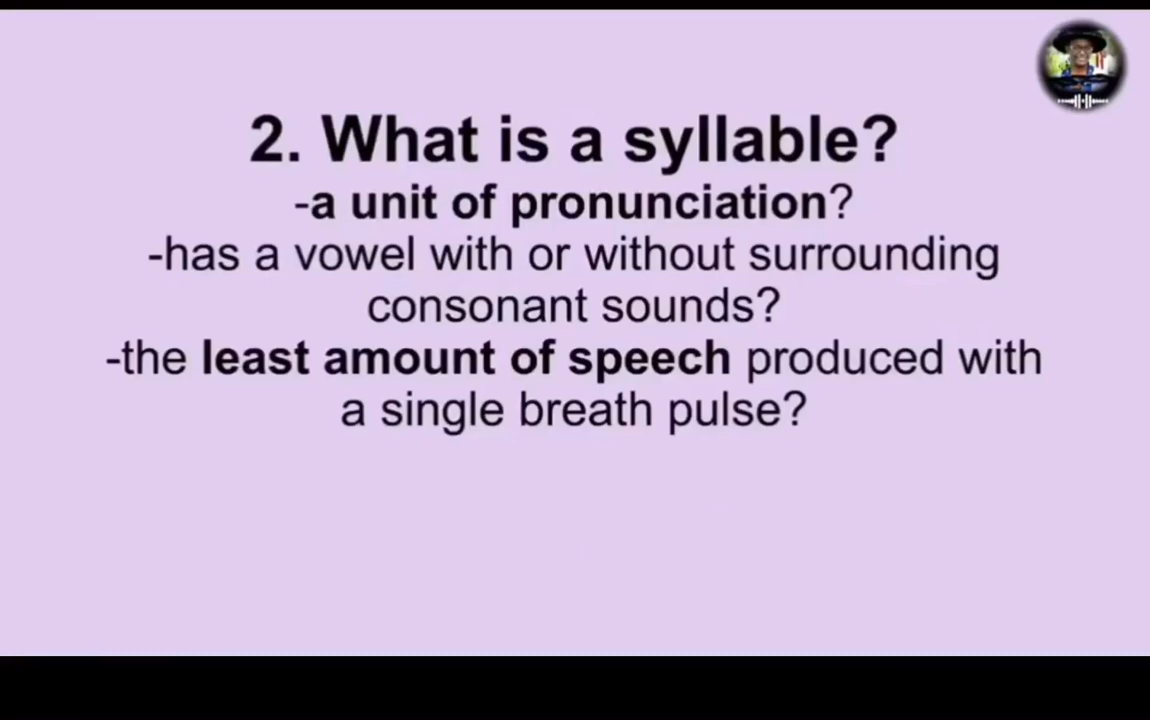 2. What is a syllable?
-a unit of pronunciation?
-has a vowel with or without surrounding
consonant sounds?
-the least amount of speech produced with
a single breath pulse?